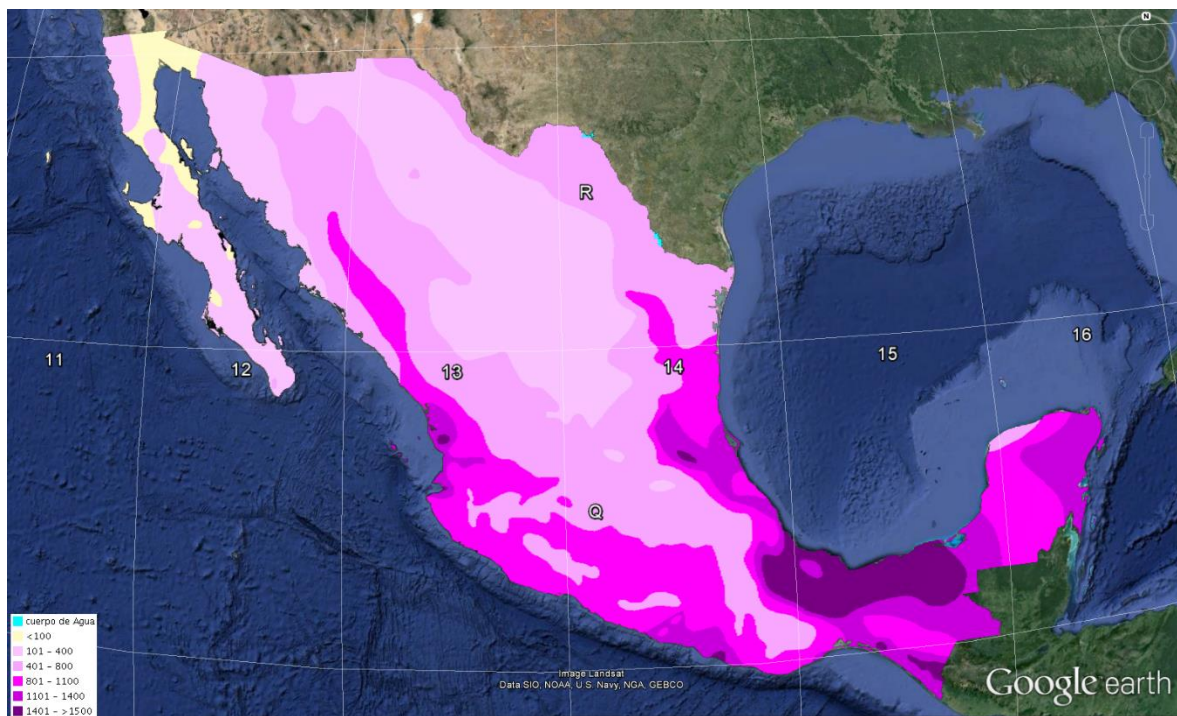 N
R
11
12
13
14
15
16
Q
cuerpo de Agua
<100
101 - 400
401 - 800
801 - 1100
1101 - 1400
1401 - >1500
Image Landsat
Data SIO, NOAA, U.S. Navy, NGA, GEBCO
Google earth